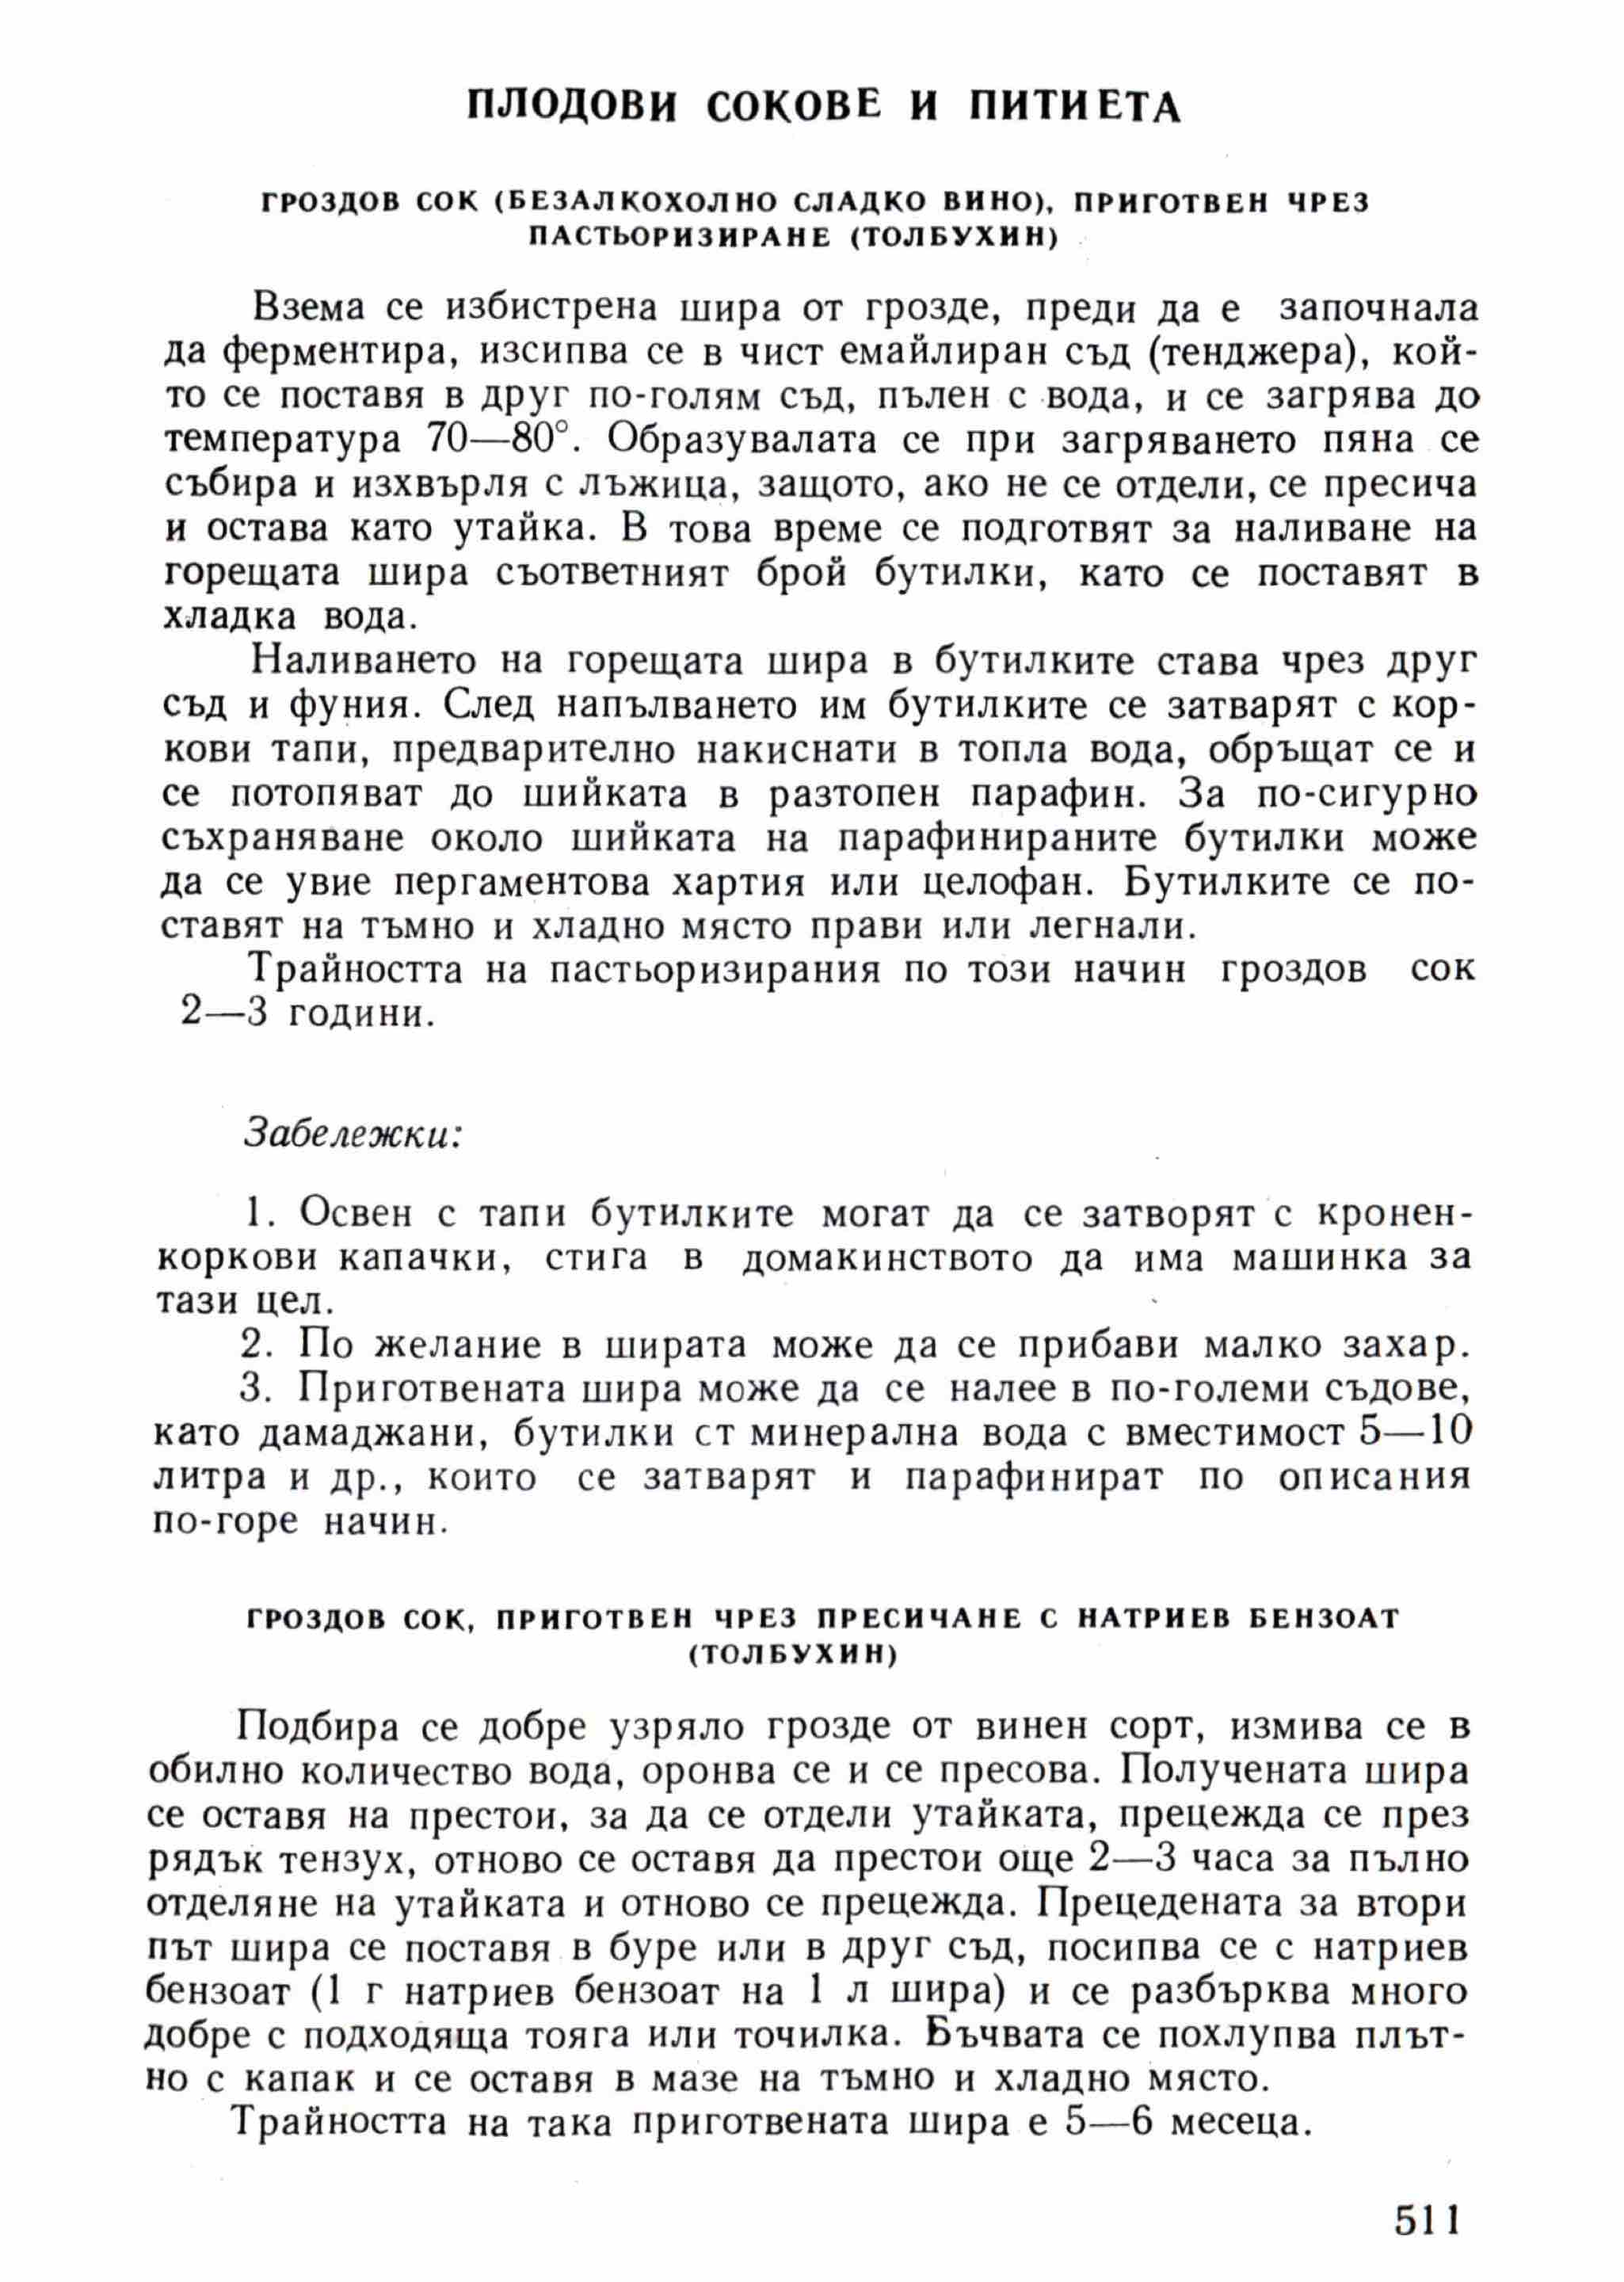 ПЛОДОВИ СОКОВЕ И ПИТИЕТА
ГРОЗДОВ СОК (БЕЗАЛКОХОЛНО СЛАДКО ВИНО), ПРИГОТВЕН ЧРЕЗ
ПАСТЬОРИЗИРАНЕ (ТОЛБУХИН)
Взема се избистрена шира от грозде, преди да е започнала
да ферментира, изсипва се в чист емайлиран съд (тенджера), кой-
то се поставя в друг по-голям съд, пълен с вода, и се загрява до
температура 70—80°. Образувалата се при загряването пяна се
събира и изхвърля с лъжица, защото, ако не се отдели, се пресича
и остава като утайка. В това време се подготвят за наливане на
горещата шира съответният брой бутилки, като се поставят в
хладка вода.
Наливането на горещата шира в бутилките става чрез друг
съд и фуния. След напълването им бутилките се затварят с кор-
кови тапи, предварително накиснати в топла вода, обръщат се и
се потопяват до шийката в разтопен парафин. За по-сигурно
съхраняване около шийката на парафинираните бутилки може
да се увие пергаментова хартия или целофан. Бутилките се по-
ставят на тъмно и хладно място прави или легнали.
Трайността на пастьоризирания по този начин гроздов сок
2—3 години.
Забележки:
1. Освен с тапи бутилките могат да се затворят с кронен-
коркови капачки, стига в домакинството да има машинка за
тази цел.
2. По желание в ширата може да се прибави малко захар.
3. Приготвената шира може да се налее в по-големи съдове,
като дамаджани, бутилки ст минерална вода с вместимост 5—10
литра и др., които се затварят и парафинират по описания
по-горе начин.
ГРОЗДОВ СОК, ПРИГОТВЕН ЧРЕЗ ПРЕСИЧАНЕ С НАТРИЕВ БЕНЗОАТ
(ТОЛБУХИН)
Подбира се добре узряло грозде от винен сорт, измива се в
обилно количество вода, оронва се и се пресова. Получената шира
се оставя на престои, за да се отдели утайката, прецежда се през
рядък тензух, отново се оставя да престои още 2—3 часа за пълно
отделяне на утайката и отново се прецежда. Прецедената за втори
път шира се поставя в буре или в друг съд, посипва се с натриев
бензоат (1 г натриев бензоат на 1 л шира) и се разбърква много
добре с подходяща тояга или точилка. Бъчвата се похлупва плът-
но с капак и се оставя в мазе на тъмно и хладно място.
Трайността на така приготвената шира е 5—6 месеца.
511